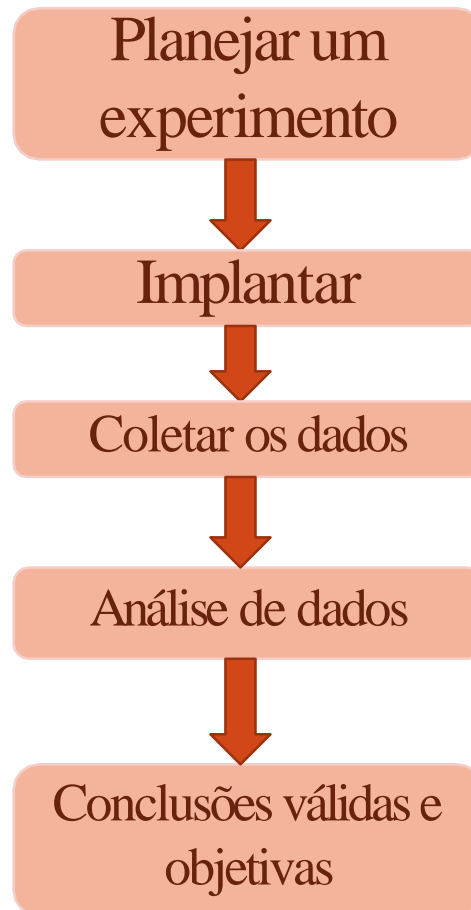 Planejar um
experimento
Implantar
Coletar os dados
Análise de dados
Conclusões válidas e
objetivas